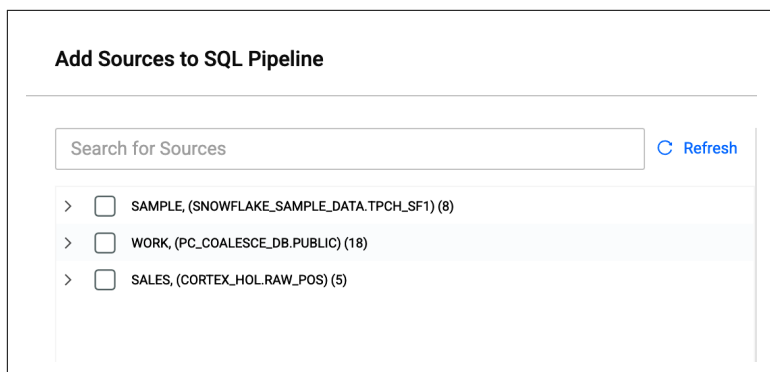 Add Sources to SQL Pipeline
Search for Sources
Refresh
SAMPLE, (SNOWFLAKE_SAMPLE_DATA.TPCH_SF1) (8)
WORK, (PC_COALESCE_DB.PUBLIC) (18)
SALES, (CORTEX_HOL.RAW_POS) (5)